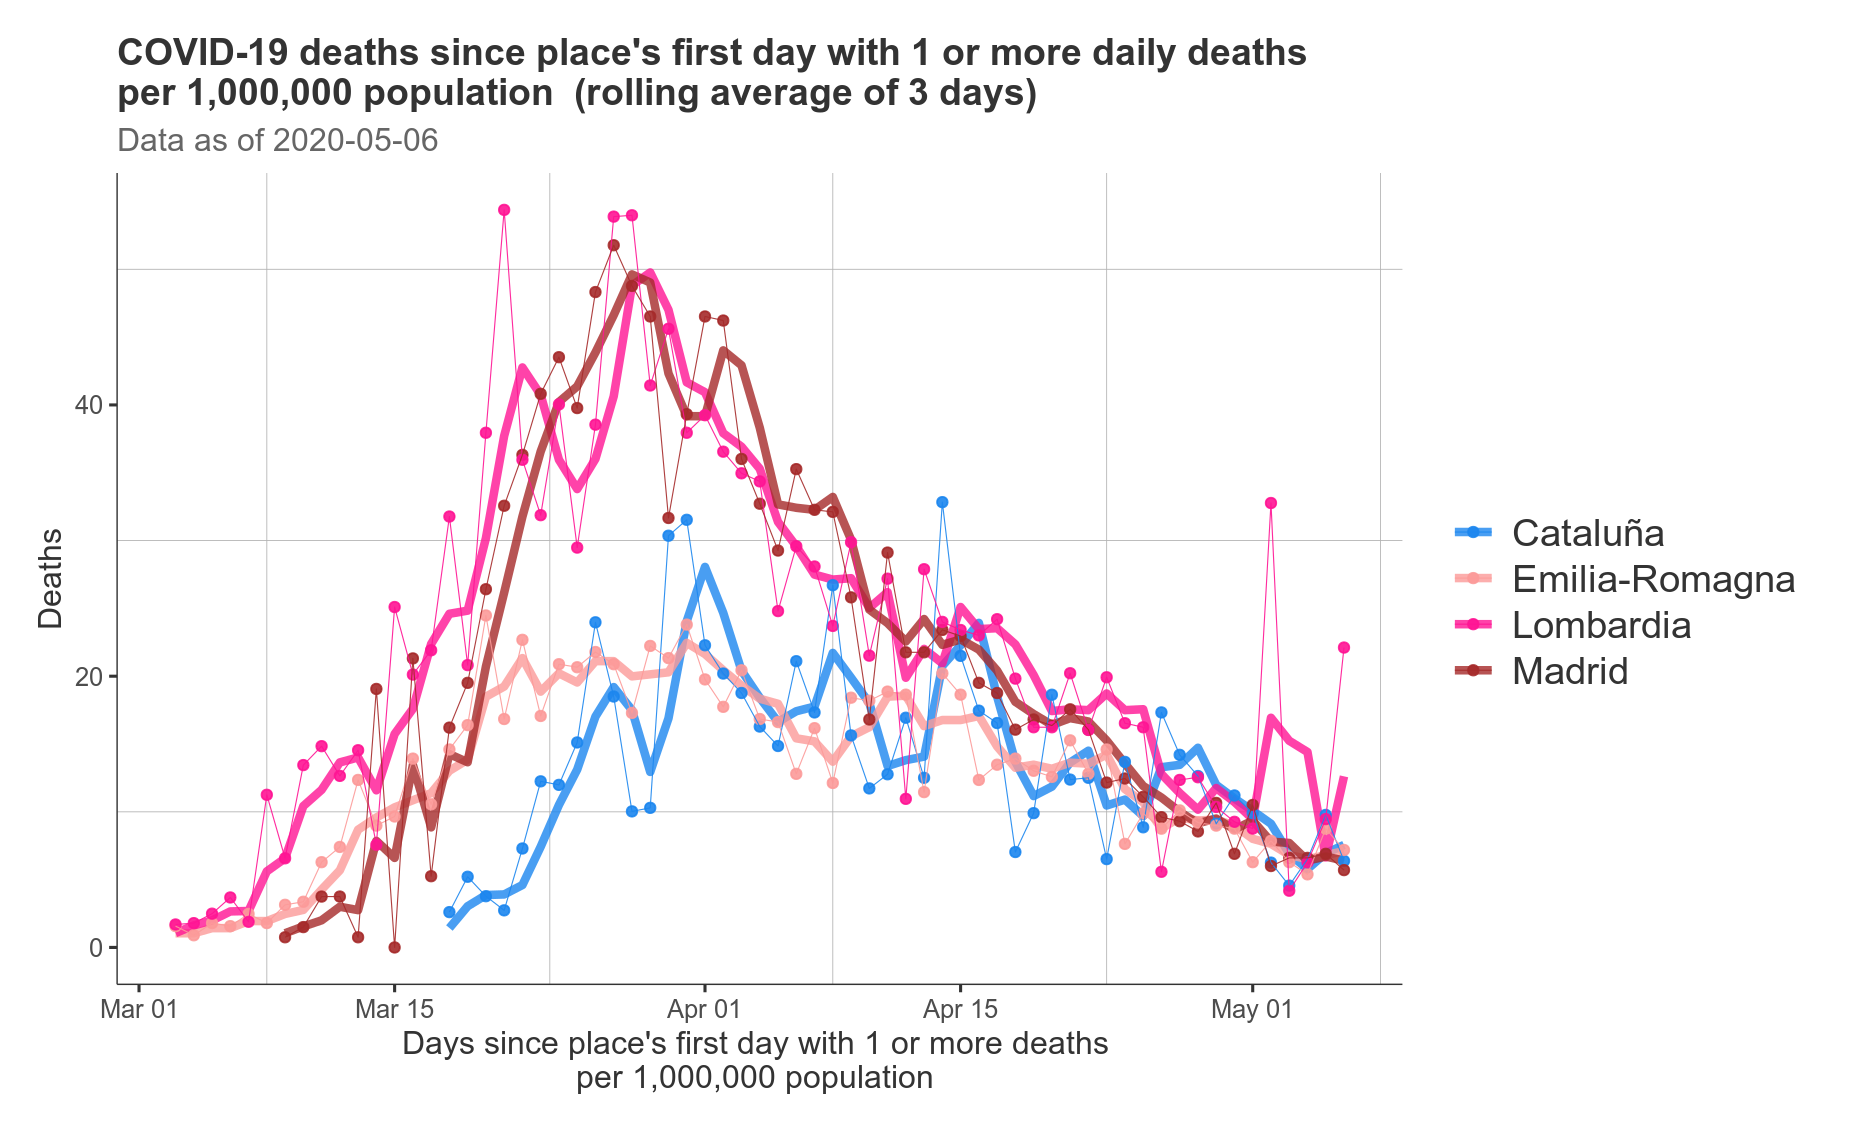 COVID-19 deaths since place's first day with 1 or more daily deaths
per 1,000,000 population  (rolling average of 3 days)
Data as of 2020-05-06
Deaths
40
20
0
Mar 01
Mar 15
Apr 01
Apr 15
May 01
Days since place's first day with 1 or more deaths
per 1,000,000 population
Cataluña
Emilia-Romagna
Lombardia
Madrid